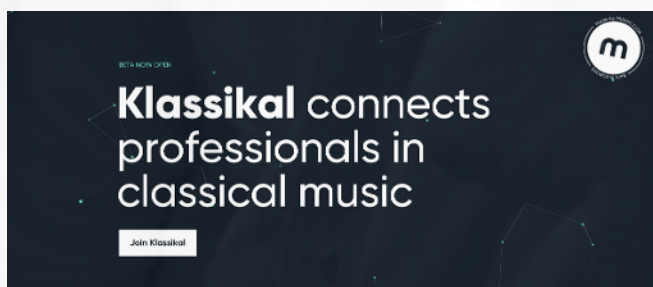 BETA NOW OPEN
Klassikal connects
professionals in
classical music
Join Klassikal
m